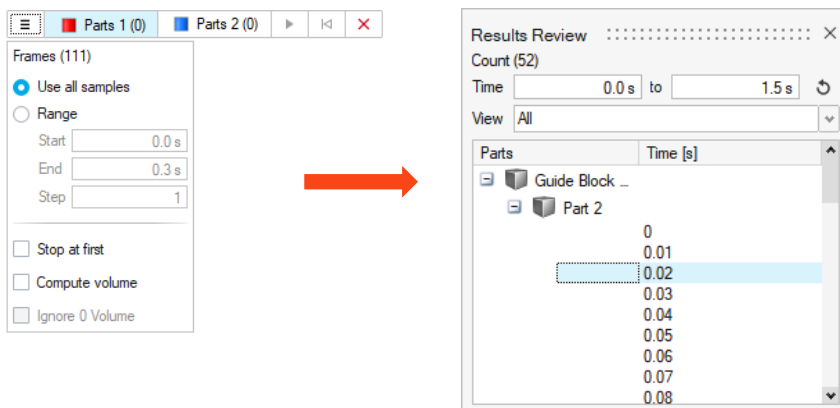 Parts 1 (0) Parts 2 (0)
Frames (111)
Use all samples
Range
Start 0.0 s
End 0.3 s
Step 1
Stop at first
Compute volume
Ignore 0 Volume
Results Review
Count (52)
Time 0.0 s to 1.5 s
View All
Parts Time [s]
Guide Block ...
Part 2
0
0.01
0.02
0.03
0.04
0.05
0.06
0.07
0.08